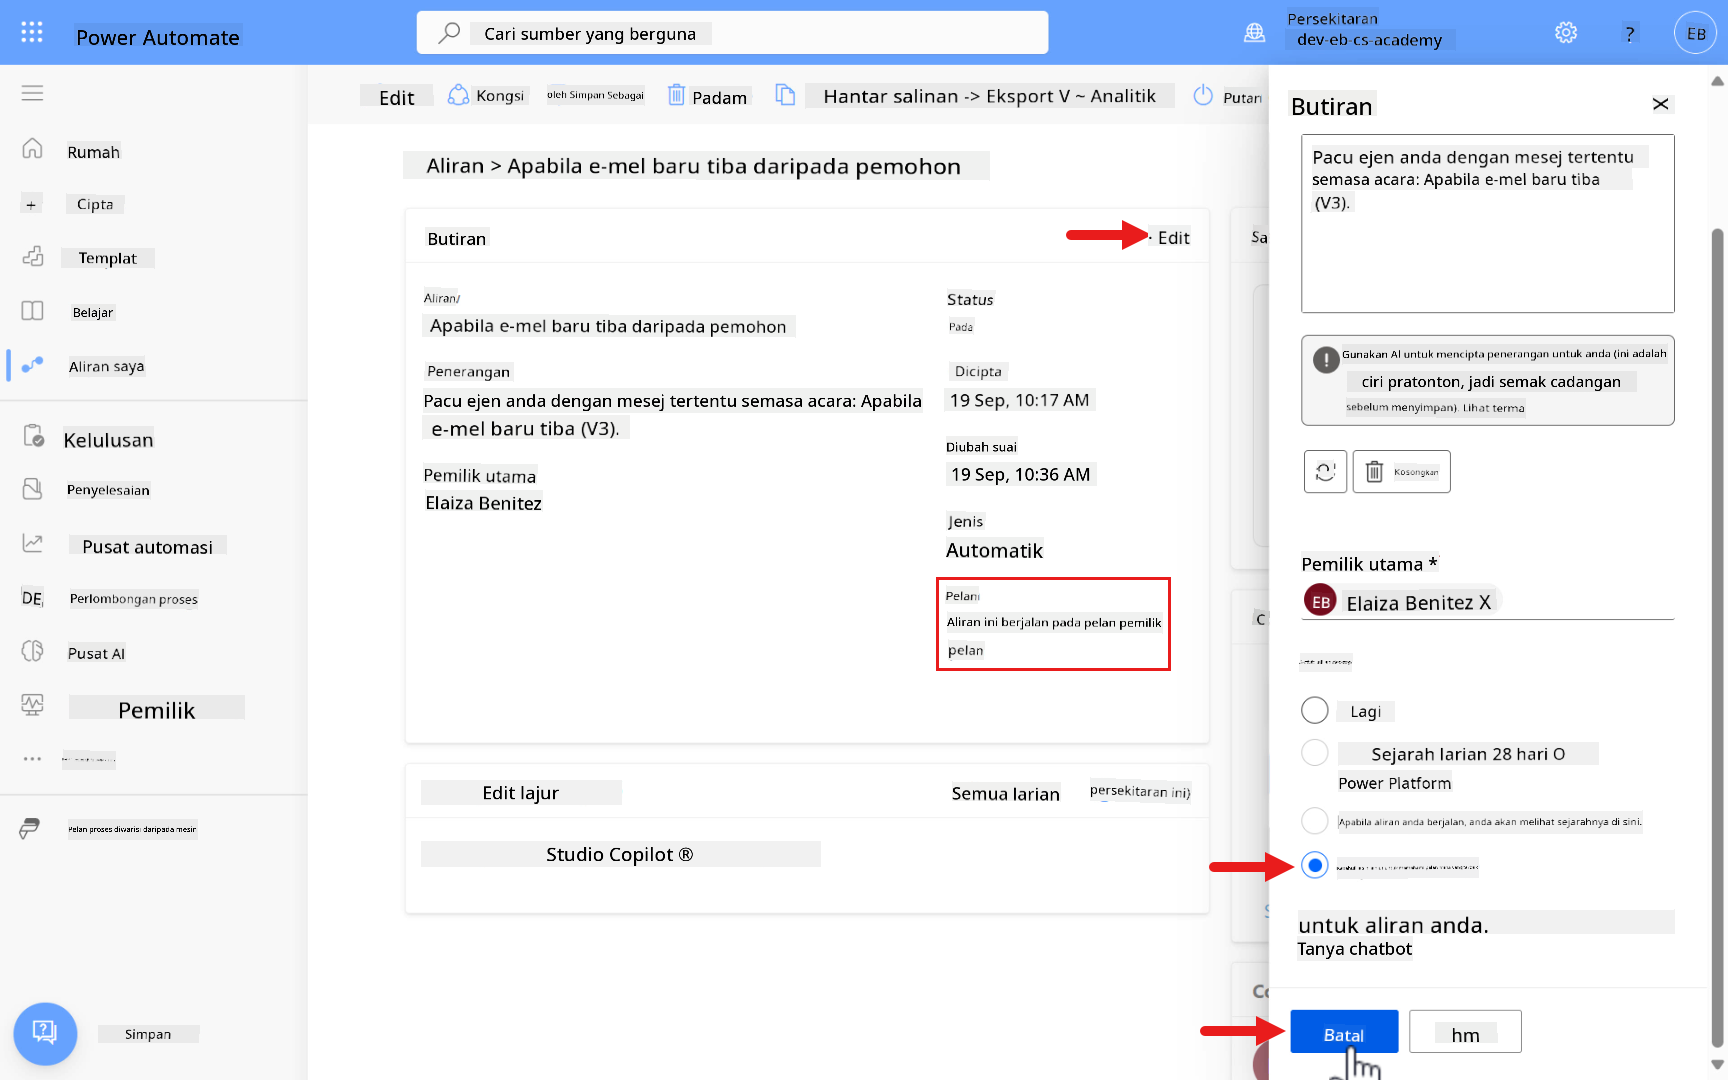 Power Automate
Cari sumber yang berguna
Persekitaran
dev-eb-cs-academy
?
EB
Rumah
+ Cipta
Templat
Belajar
Aliran saya
Kelulusan
Penyelesaian
Pusat automasi
DE Perlombongan proses
Pusat AI
Pemilik
Pelan proses diwarisi daripada mesin
Simpan
Edit
Kongsi
oleh Simpan Sebagai
Padam
Hantar salinan -> Eksport V ~ Analitik
Putar
Aliran > Apabila e-mel baru tiba daripada pemohon
Butiran
Edit
Aliran
Apabila e-mel baru tiba daripada pemohon
Penerangan
Pacu ejen anda dengan mesej tertentu semasa acara: Apabila
e-mel baru tiba (V3).
Pemilik utama
Elaiza Benitez
Status
Pada
Dicipta
19 Sep, 10:17 AM
Diubah suai
19 Sep, 10:36 AM
Jenis
Automatik
Pelan
Aliran ini berjalan pada pelan pemilik
pelan
Edit lajur
Semua larian
persekitaran ini)
Studio Copilot ®
Sa
C
Co
Butiran
Pacu ejen anda dengan mesej tertentu
semasa acara: Apabila e-mel baru tiba
(V3).
Gunakan AI untuk mencipta penerangan untuk anda (ini adalah
ciri pratonton, jadi semak cadangan
sebelum menyimpan). Lihat terma
Kosongkan
Pemilik utama *
EB Elaiza Benitez X
Lagi
Sejarah larian 28 hari O
Power Platform
Apabila aliran anda berjalan, anda akan melihat sejarahnya di sini.
untuk aliran anda.
Tanya chatbot
Batal
hm